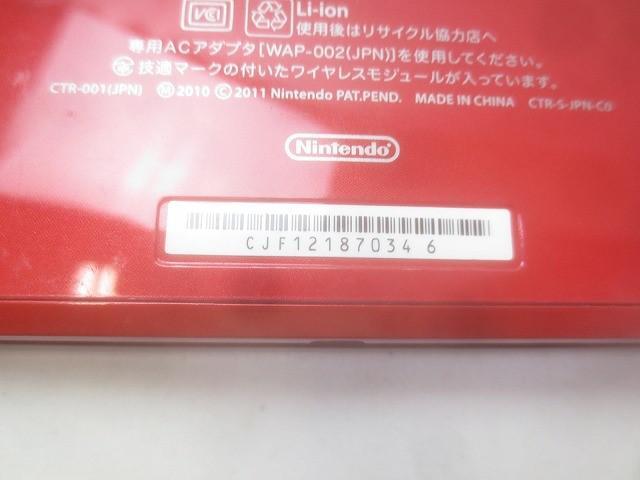 VCCI
Li-ion
使用後はリサイクル協力店へ
専用ACアダプタ[WAP-002(JPN)]を使用してください。
技適マークの付いたワイヤレスモジュールが入っています。
CTR-001(JPN) Ⓜ2010 Ⓒ2011 Nintendo PAT.PEND. MADE IN CHINA CTR-S-JPN-C0
Nintendo
CJF12187034 6